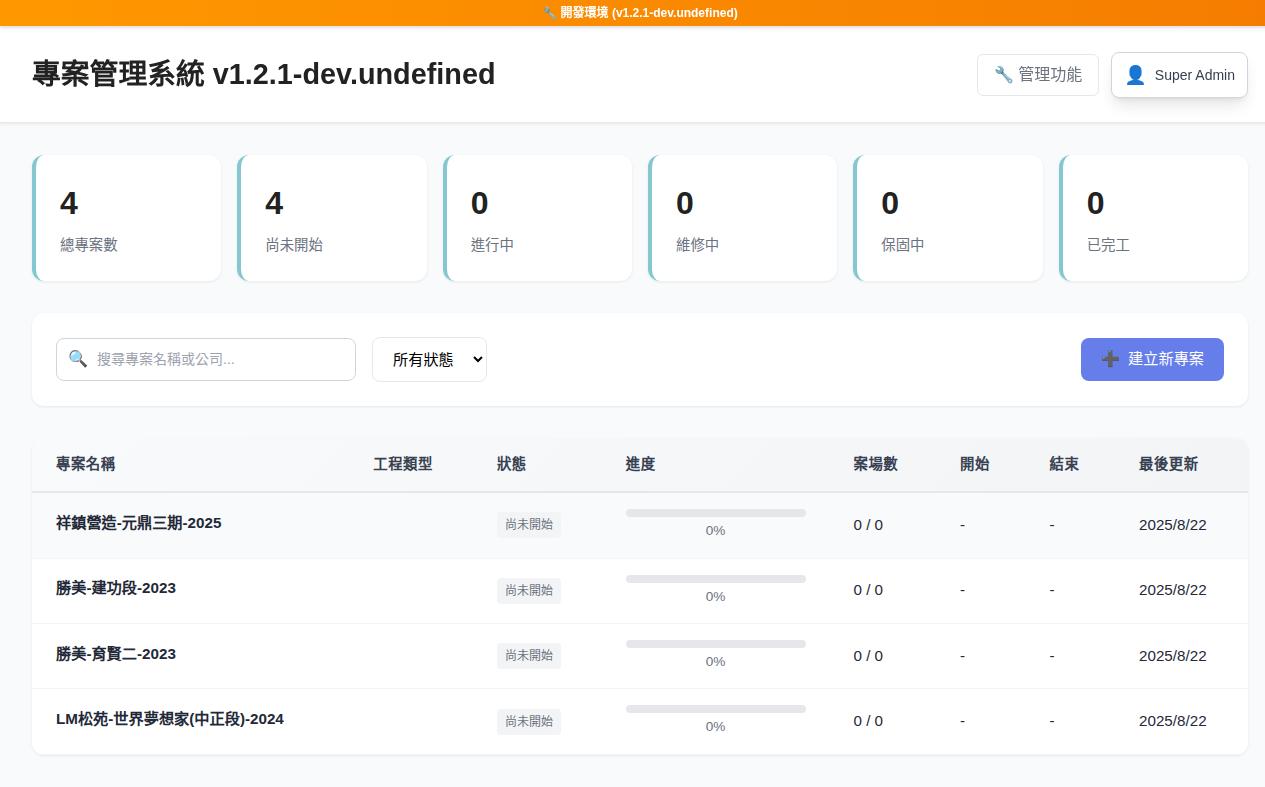 🔧 開發環境 (v1.2.1-dev.undefined)
專案管理系統 v1.2.1-dev.undefined
🔧 管理功能
👤 Super Admin
4
總專案數
4
尚未開始
0
進行中
0
維修中
0
保固中
0
已完工
🔍 搜尋專案名稱或公司...
所有狀態
➕ 建立新專案
專案名稱 工程類型 狀態 進度 案場數 開始 結束 最後更新
祥鎮營造-元鼎三期-2025 尚未開始 0% 0 / 0 - - 2025/8/22
勝美-建功段-2023 尚未開始 0% 0 / 0 - - 2025/8/22
勝美-育賢二-2023 尚未開始 0% 0 / 0 - - 2025/8/22
LM松苑-世界夢想家(中正段)-2024 尚未開始 0% 0 / 0 - - 2025/8/22